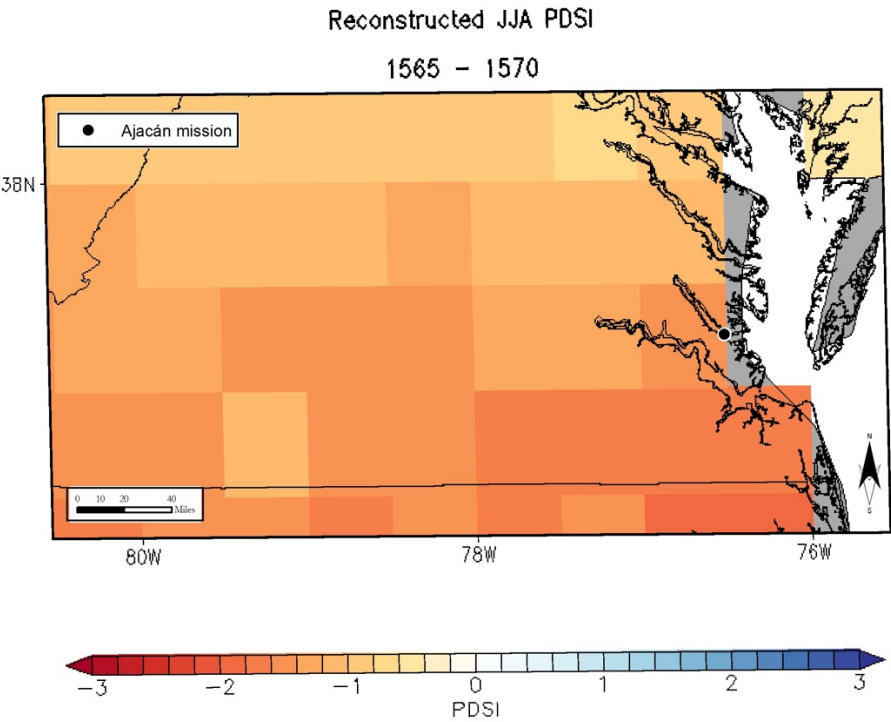 Reconstructed JJA PDSI
1565 – 1570
Ajacán mission
38N
N
S
0 10 20 40
Miles
80W 78W 76W
−3 −2 −1 0 1 2 3
PDSI